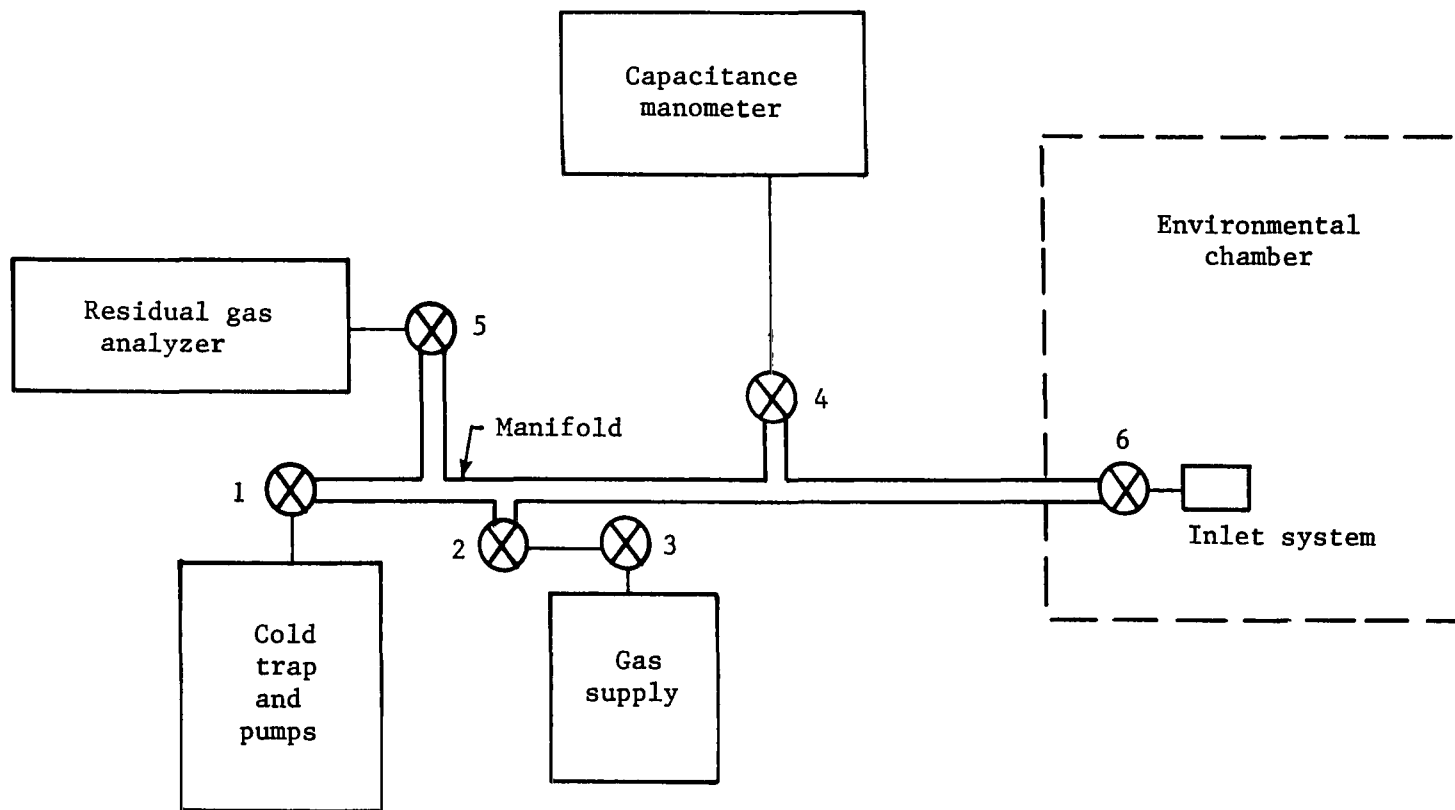 Capacitance
manometer
Environmental
chamber
Residual gas
analyzer
5
4
Manifold
6
1
2
3
Inlet system
Cold
trap
and
pumps
Gas
supply